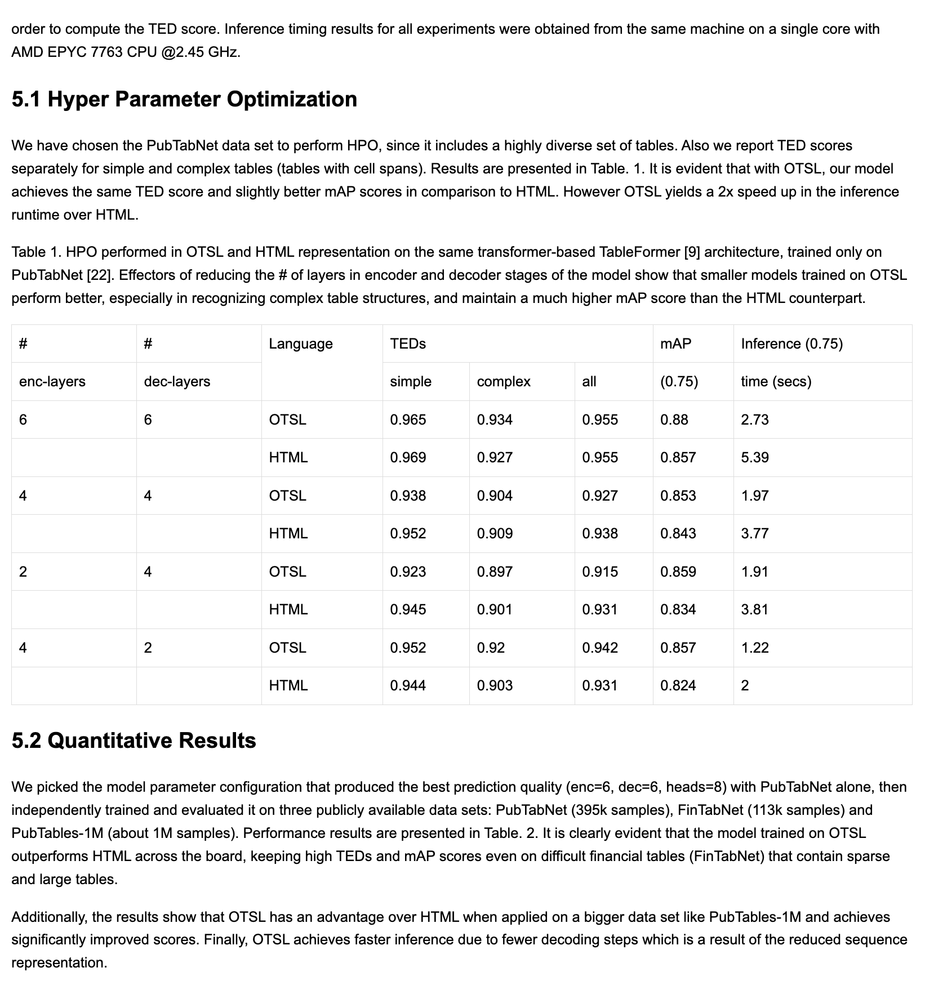 order to compute the TED score. Inference timing results for all experiments were obtained from the same machine on a single core with
AMD EPYC 7763 CPU @2.45 GHz.
5.1 Hyper Parameter Optimization
We have chosen the PubTabNet data set to perform HPO, since it includes a highly diverse set of tables. Also we report TED scores
separately for simple and complex tables (tables with cell spans). Results are presented in Table. 1. It is evident that with OTSL, our model
achieves the same TED score and slightly better mAP scores in comparison to HTML. However OTSL yields a 2x speed up in the inference
runtime over HTML.
Table 1. HPO performed in OTSL and HTML representation on the same transformer-based TableFormer [9] architecture, trained only on
PubTabNet [22]. Effectors of reducing the # of layers in encoder and decoder stages of the model show that smaller models trained on OTSL
perform better, especially in recognizing complex table structures, and maintain a much higher mAP score than the HTML counterpart.
# # Language TEDs mAP Inference (0.75)
enc-layers dec-layers simple complex all (0.75) time (secs)
6 6 OTSL 0.965 0.934 0.955 0.88 2.73
HTML 0.969 0.927 0.955 0.857 5.39
4 4 OTSL 0.938 0.904 0.927 0.853 1.97
HTML 0.952 0.909 0.938 0.843 3.77
2 4 OTSL 0.923 0.897 0.915 0.859 1.91
HTML 0.945 0.901 0.931 0.834 3.81
4 2 OTSL 0.952 0.92 0.942 0.857 1.22
HTML 0.944 0.903 0.931 0.824 2
5.2 Quantitative Results
We picked the model parameter configuration that produced the best prediction quality (enc=6, dec=6, heads=8) with PubTabNet alone, then
independently trained and evaluated it on three publicly available data sets: PubTabNet (395k samples), FinTabNet (113k samples) and
PubTables-1M (about 1M samples). Performance results are presented in Table. 2. It is clearly evident that the model trained on OTSL
outperforms HTML across the board, keeping high TEDs and mAP scores even on difficult financial tables (FinTabNet) that contain sparse
and large tables.
Additionally, the results show that OTSL has an advantage over HTML when applied on a bigger data set like PubTables-1M and achieves
significantly improved scores. Finally, OTSL achieves faster inference due to fewer decoding steps which is a result of the reduced sequence
representation.